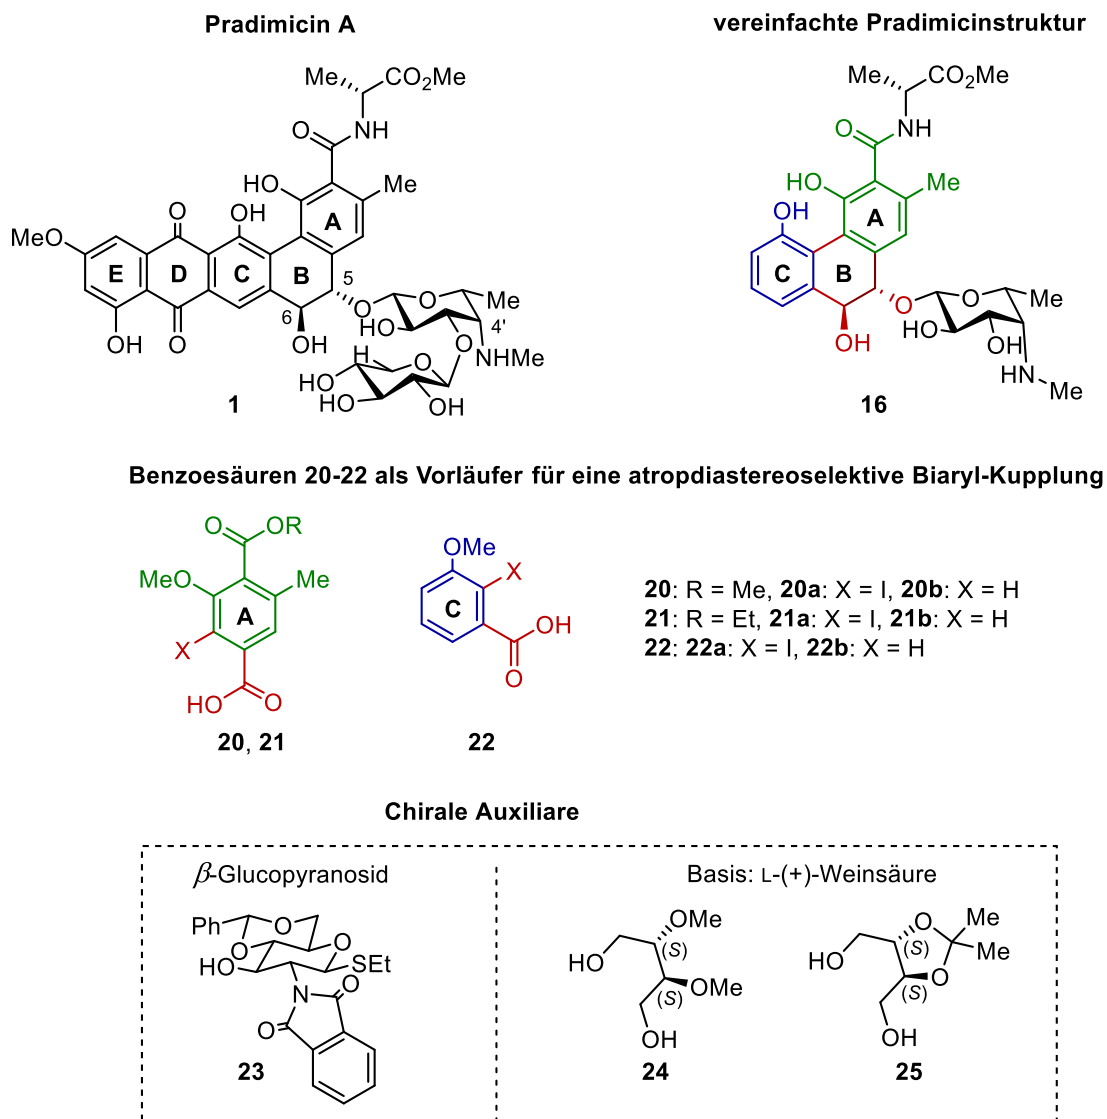 Pradimicin A
vereinfachte Pradimicinstruktur
Me
CO2Me
O
NH
HO
Me
OH
O
A
MeO
E
D
C
B
5
6
O
O
Me
HO
4'
OH
O
OH
O
NHMe
H
O
HO
HO
OH
1
Me
CO2Me
O
NH
HO
Me
OH
A
C
B
O
O
Me
OH
HO
OH
HN
Me
16
Benzoesäuren 20-22 als Vorläufer für eine atropdiastereoselektive Biaryl-Kupplung
O
OR
MeO
Me
A
X
HO
O
20, 21
OMe
X
C
OH
O
22
20: R = Me, 20a: X = I, 20b: X = H
21: R = Et, 21a: X = I, 21b: X = H
22: 22a: X = I, 22b: X = H
Chirale Auxiliare
β-Glucopyranosid
Basis: L-(+)-Weinsäure
Ph
O
O
O
HO
SEt
N
O
O
23
OMe
(S)
HO
(S)
OMe
OH
24
O
Me
(S)
Me
HO
O
(S)
OH
25